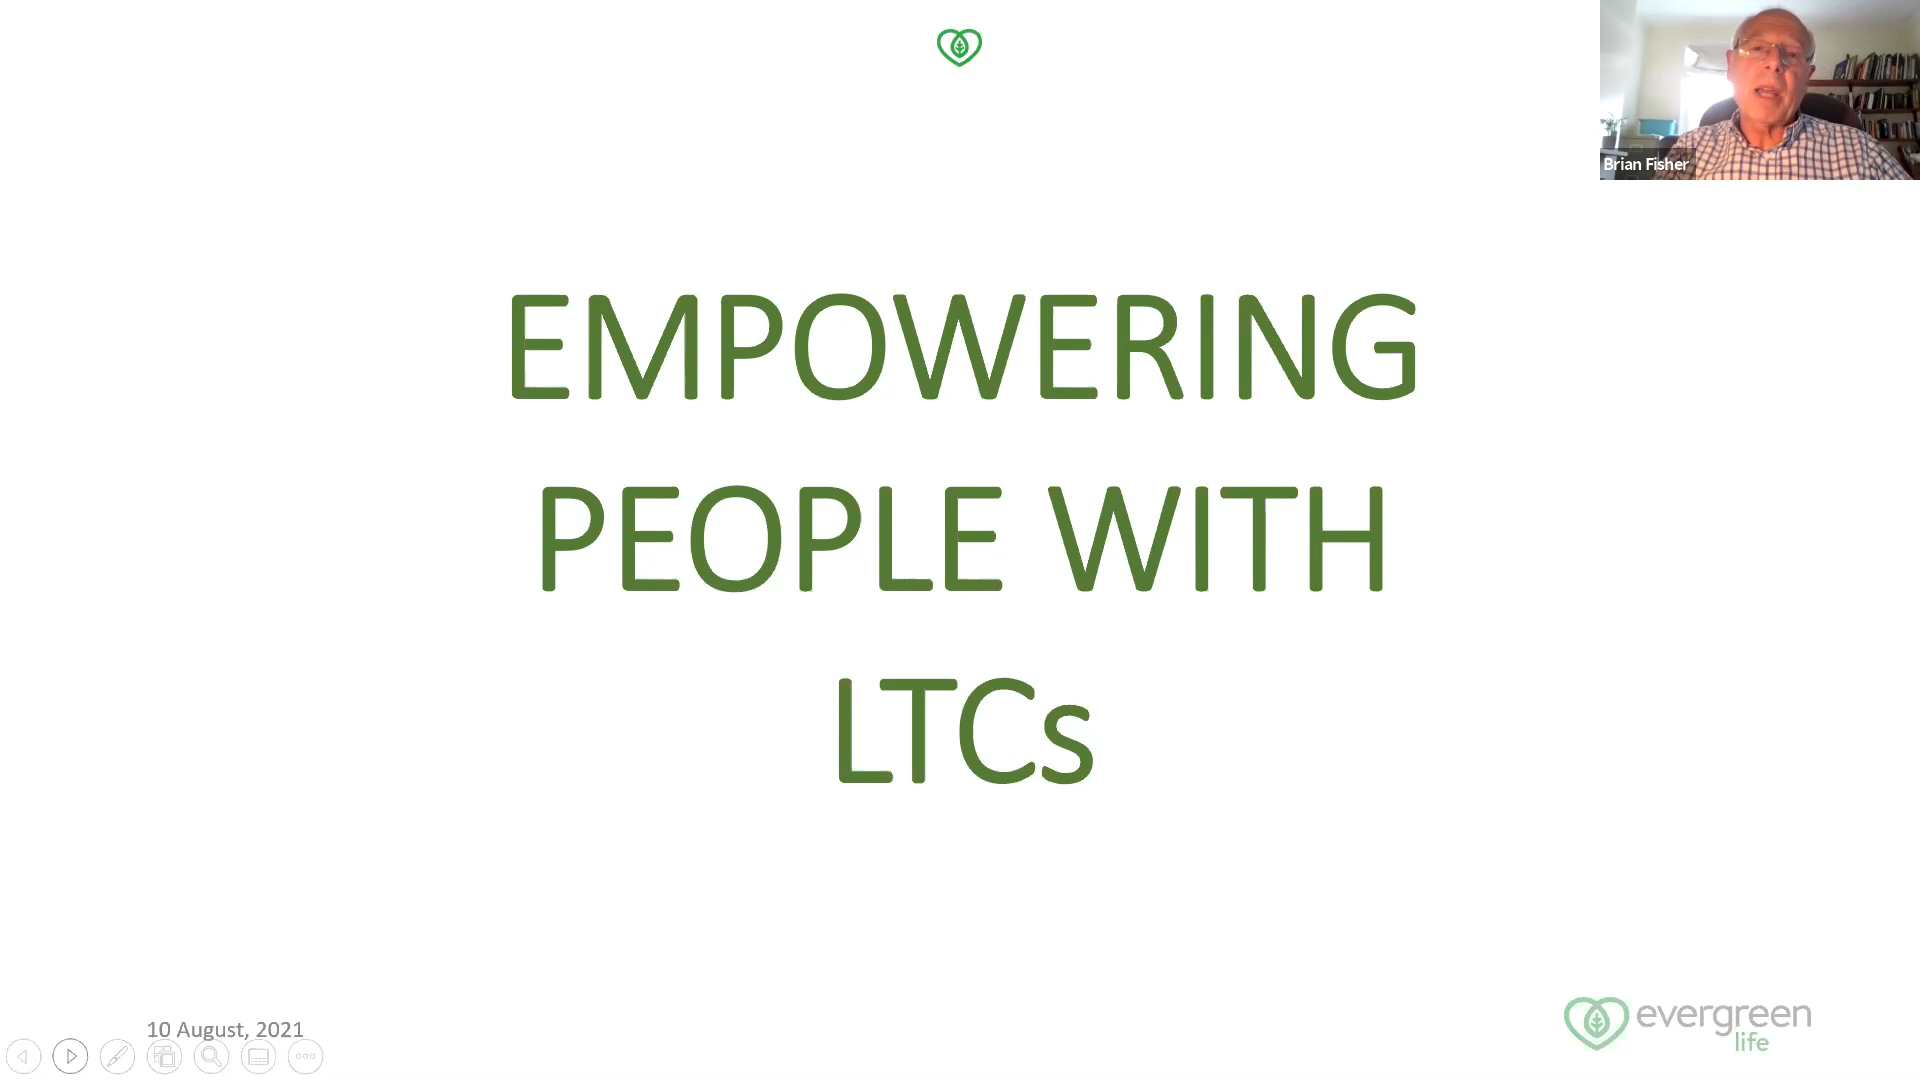 Brian Fisher
EMPOWERING
PEOPLE WITH
LTCs
10 August, 2021
evergreen
life